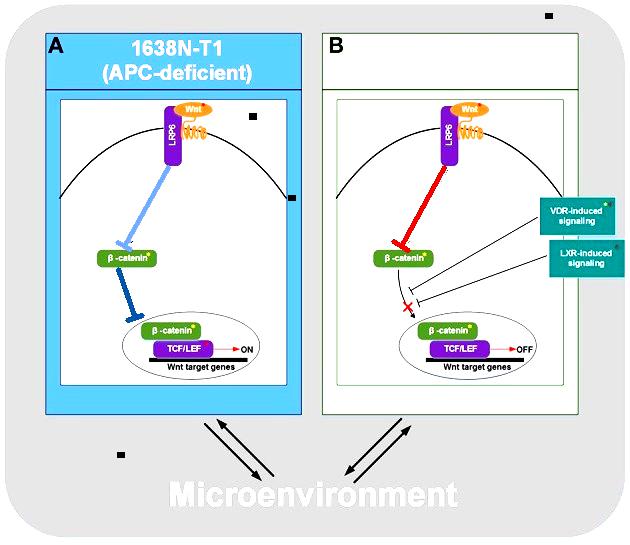 A
1638N-T1
(APC-deficient)
Wnt
LRP6
β -catenin
β -catenin
TCF/LEF
ON
Wnt target genes
B
Wnt
LRP6
VDR-induced
signaling
LXR-induced
signaling
β -catenin
β -catenin
TCF/LEF
OFF
Wnt target genes
Microenvironment